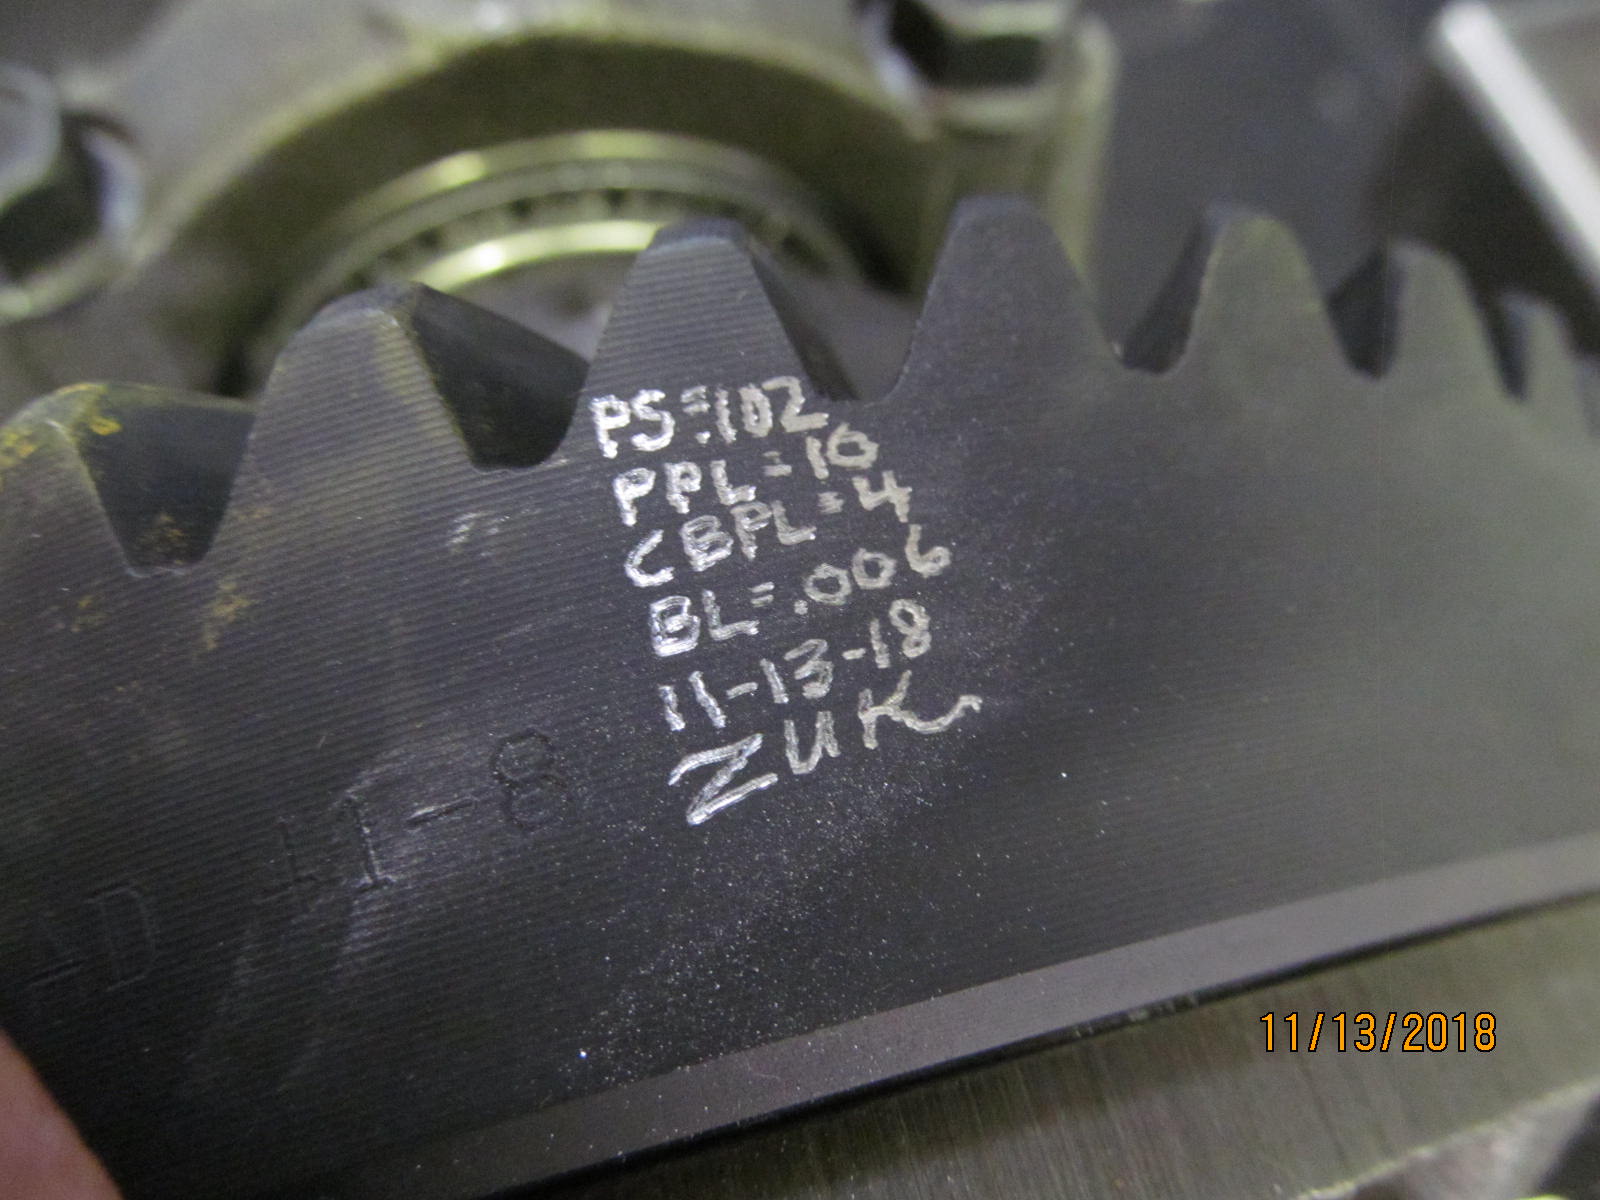 PS=.102
PPL=10
CBPL=4
BL=.006
11-13-18
ZUK
11-8
11/13/2018